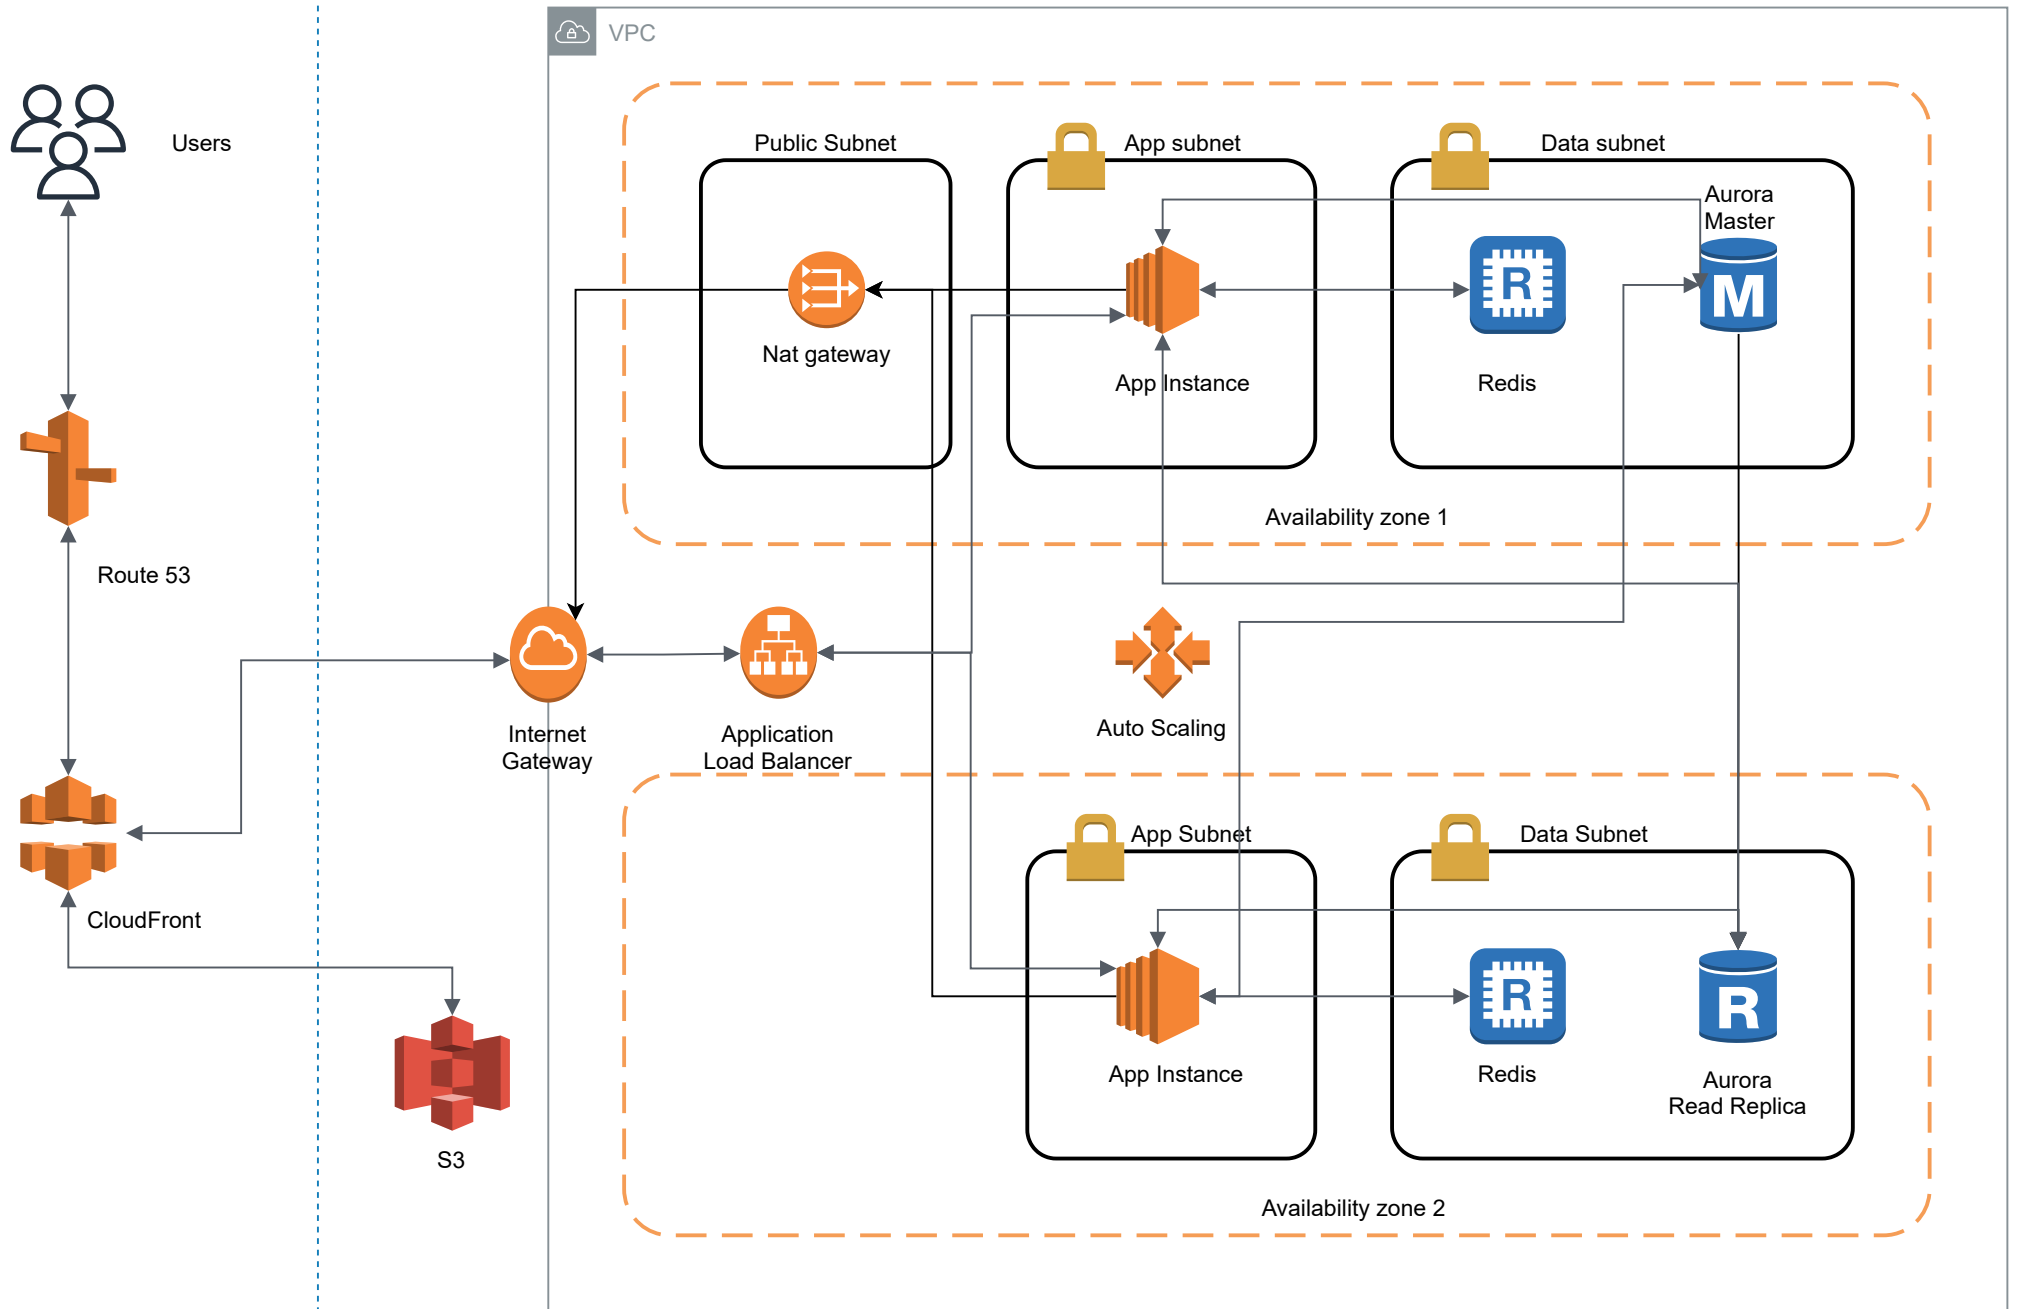 VPC
Users
Public Subnet
App subnet
Data subnet
Aurora
Master
R
M
Nat gateway
App Instance
Redis
Availability zone 1
Route 53
Internet
Gateway
Application
Load Balancer
Auto Scaling
App Subnet
Data Subnet
CloudFront
R
R
App Instance
Redis
Aurora
Read Replica
S3
Availability zone 2